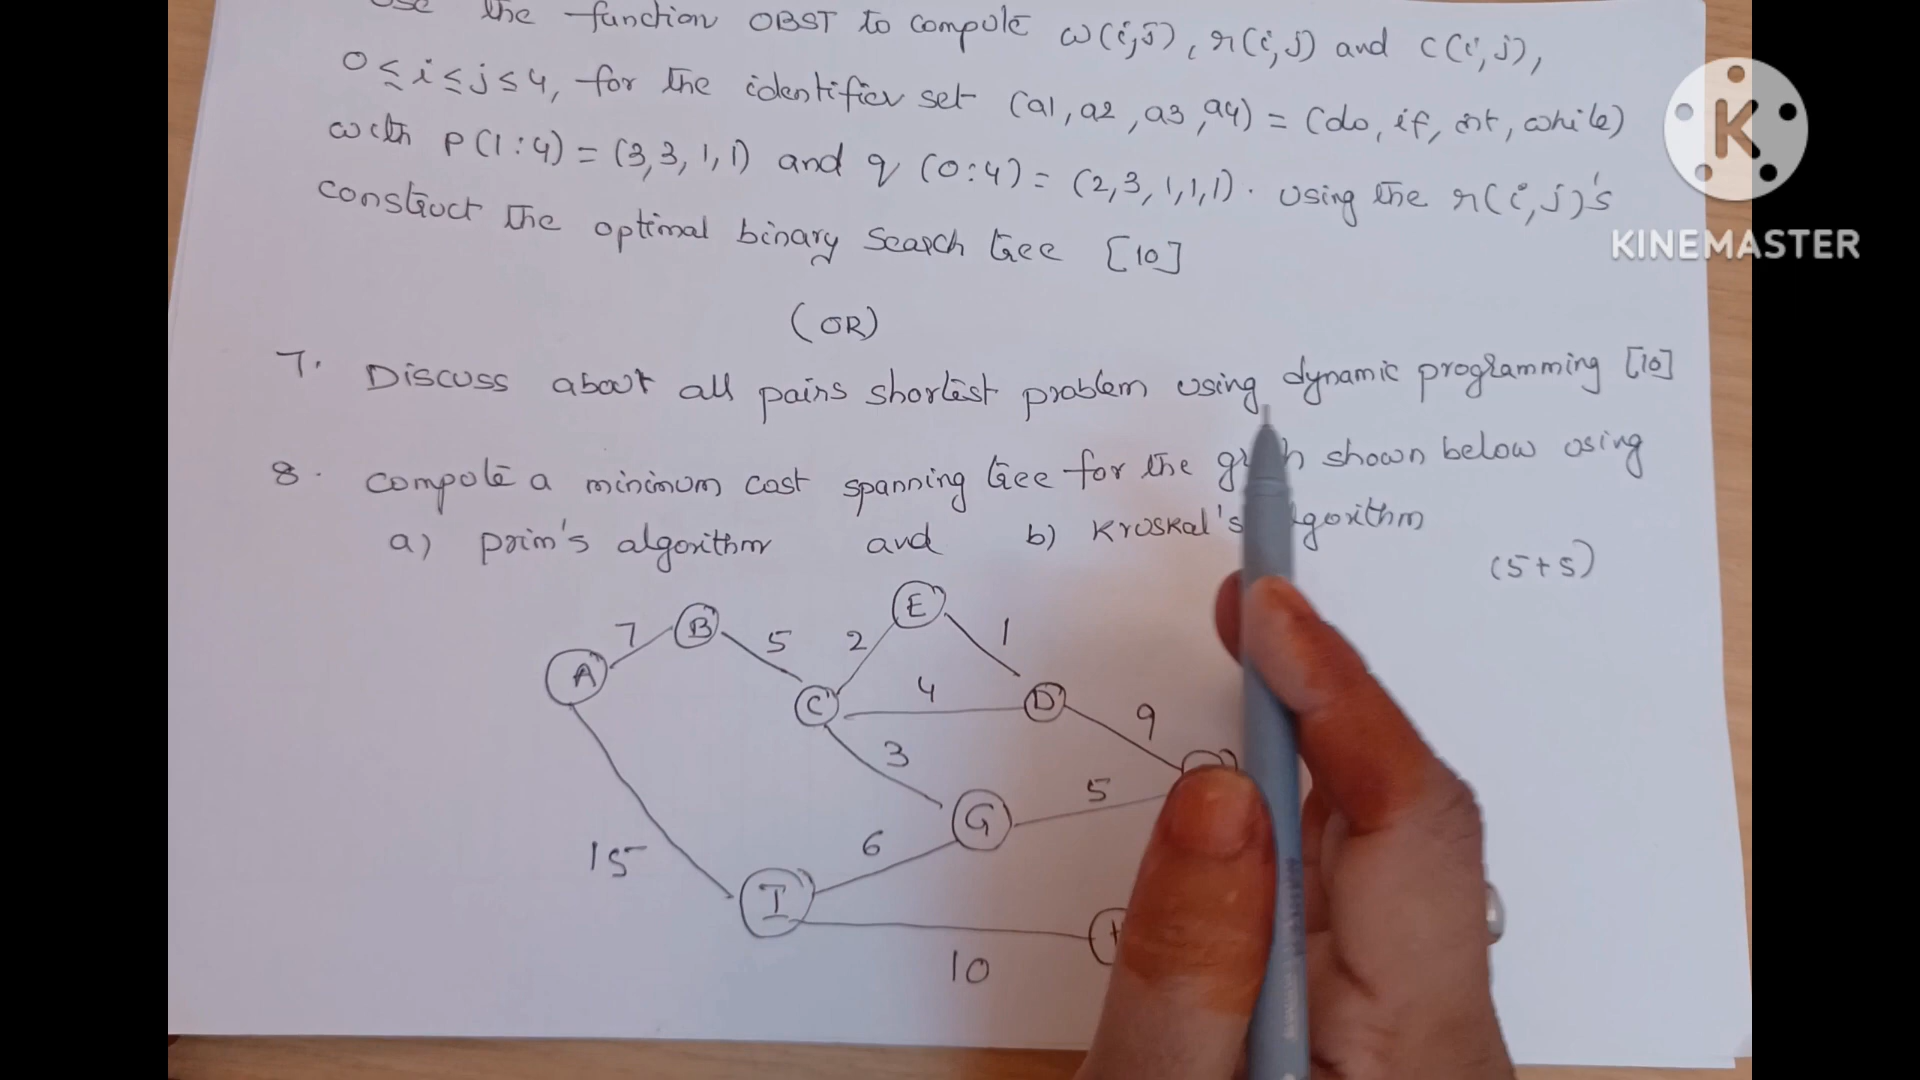 the function OBST to compute w(i,j), r(i,j) and c(i,j),
0≤i≤j≤4, for the identifier set (a1, a2, a3, a4) = (do, if, int, while)
with p(1:4) = (3,3,1,1) and q (0:4) = (2,3,1,1,1). Using the r(i,j)'s
construct the optimal binary search tree [10]
(OR)
7. Discuss about all pairs shortest problem using dynamic programming [10]
8. Compute a minimum cost spanning tree for the shown below using
a) prim's algorithm and b) Kruskal's algorithm
(5+5)
E
7 B 5 2 1
A
C 4 D 9
3
5
G
15 6
I
10
K
KINEMASTER